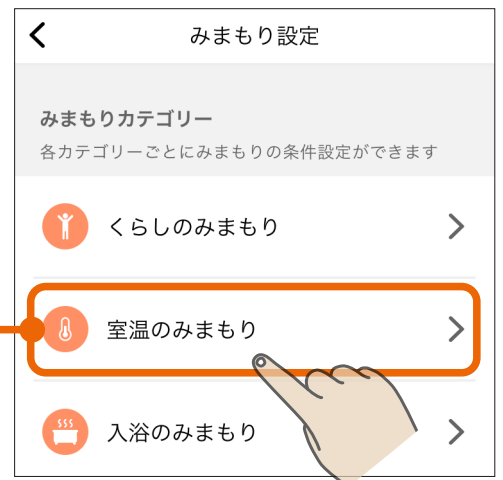 みまもり設定
みまもりカテゴリー
各カテゴリーごとにみまもりの条件設定ができます
くらしのみまもり
室温のみまもり
入浴のみまもり